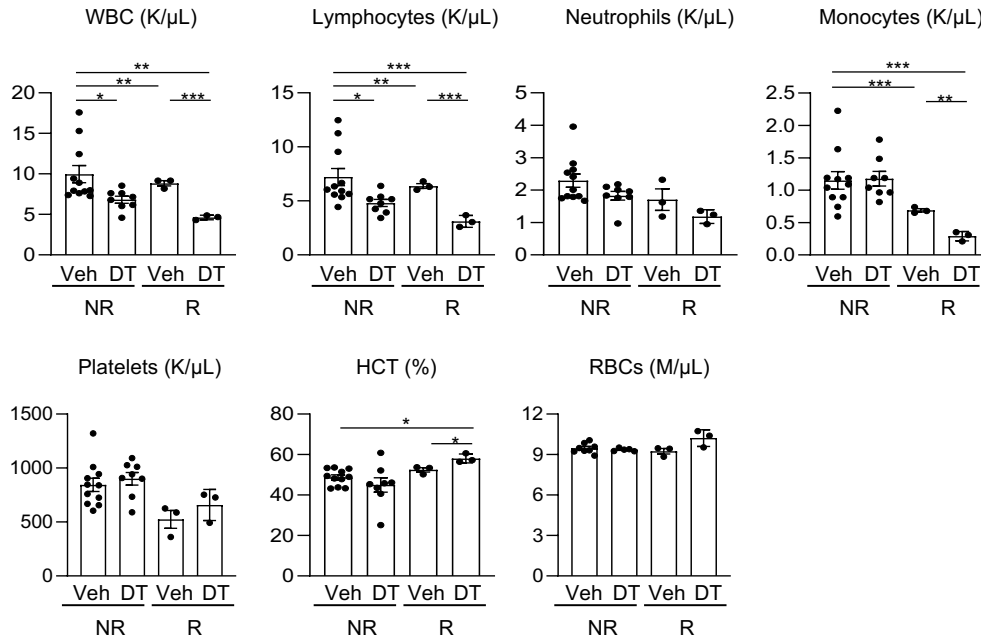 WBC (K/μL)
Lymphocytes (K/μL)
Neutrophils (K/μL)
Monocytes (K/μL)
** ** * ***
*** ** * ***
*** *** **
20 15 10 5 0
15 10 5 0
5 4 3 2 1 0
2.5 2.0 1.5 1.0 0.5 0.0
Veh DT Veh DT
Veh DT Veh DT
Veh DT Veh DT
Veh DT Veh DT
NR R
NR R
NR R
NR R
Platelets (K/μL)
HCT (%)
RBCs (M/μL)
* *
1500 1000 500 0
80 60 40 20 0
12 9 6 3 0
Veh DT Veh DT
Veh DT Veh DT
Veh DT Veh DT
NR R
NR R
NR R